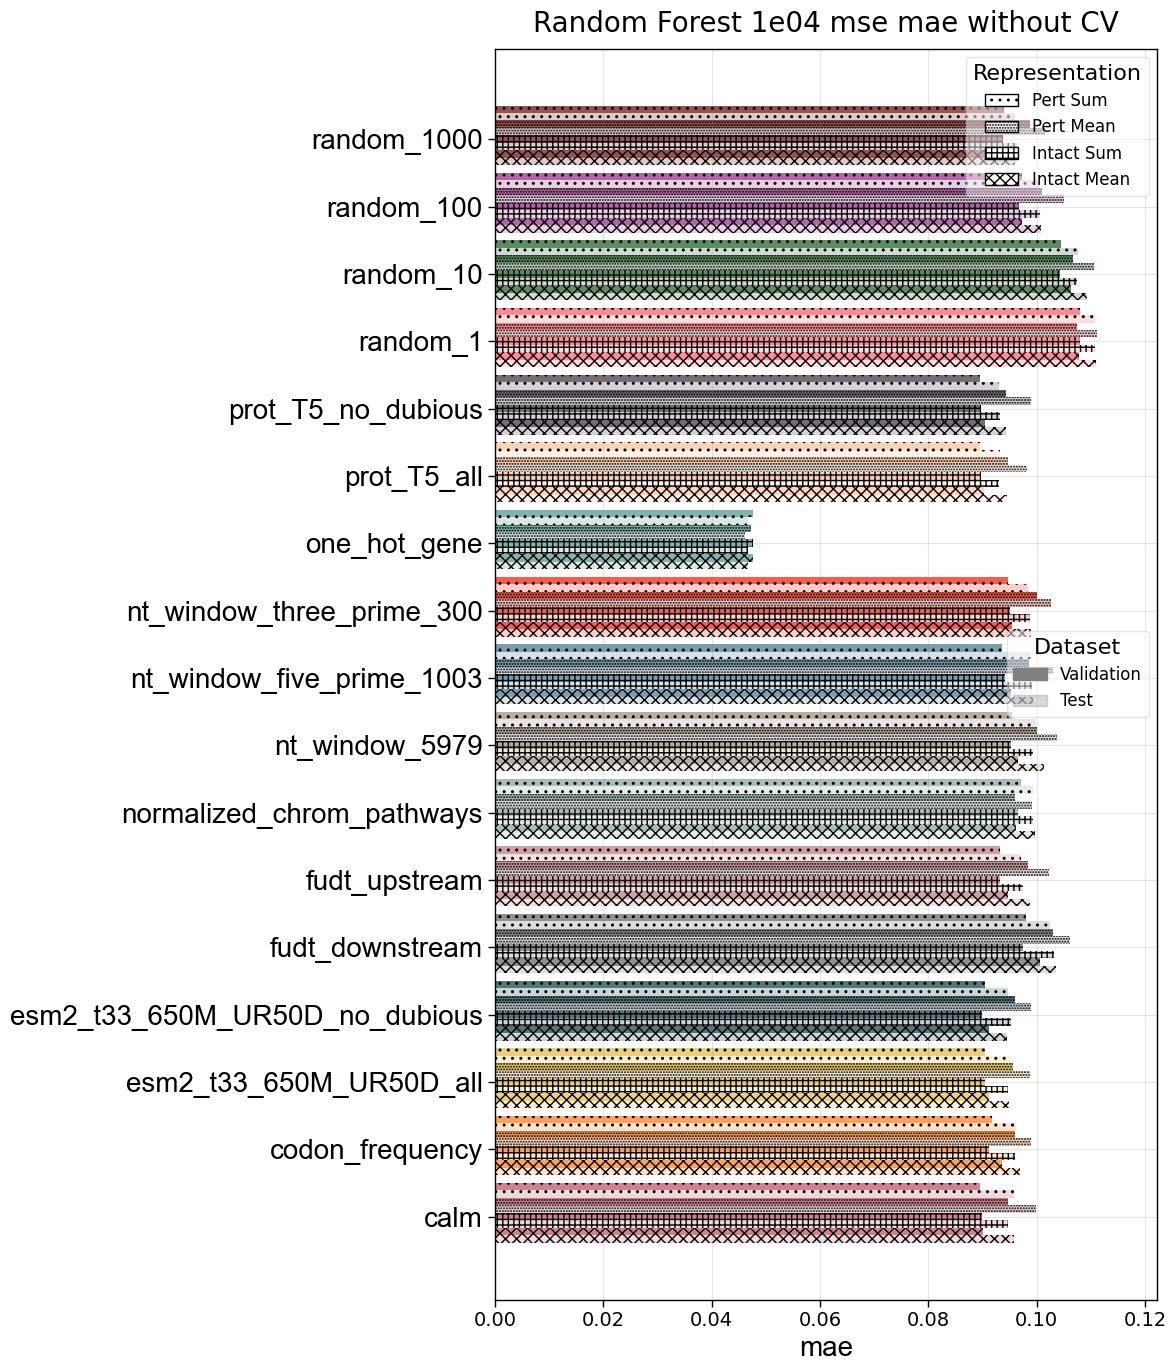 Random Forest 1e04 mse mae without CV
Representation
Pert Sum
Pert Mean
Intact Sum
Intact Mean
random_1000
random_100
random_10
random_1
prot_T5_no_dubious
prot_T5_all
one_hot_gene
nt_window_three_prime_300
Dataset
Validation
Test
nt_window_five_prime_1003
nt_window_5979
normalized_chrom_pathways
fudt_upstream
fudt_downstream
esm2_t33_650M_UR50D_no_dubious
esm2_t33_650M_UR50D_all
codon_frequency
calm
0.00 0.02 0.04 0.06 0.08 0.10 0.12
mae